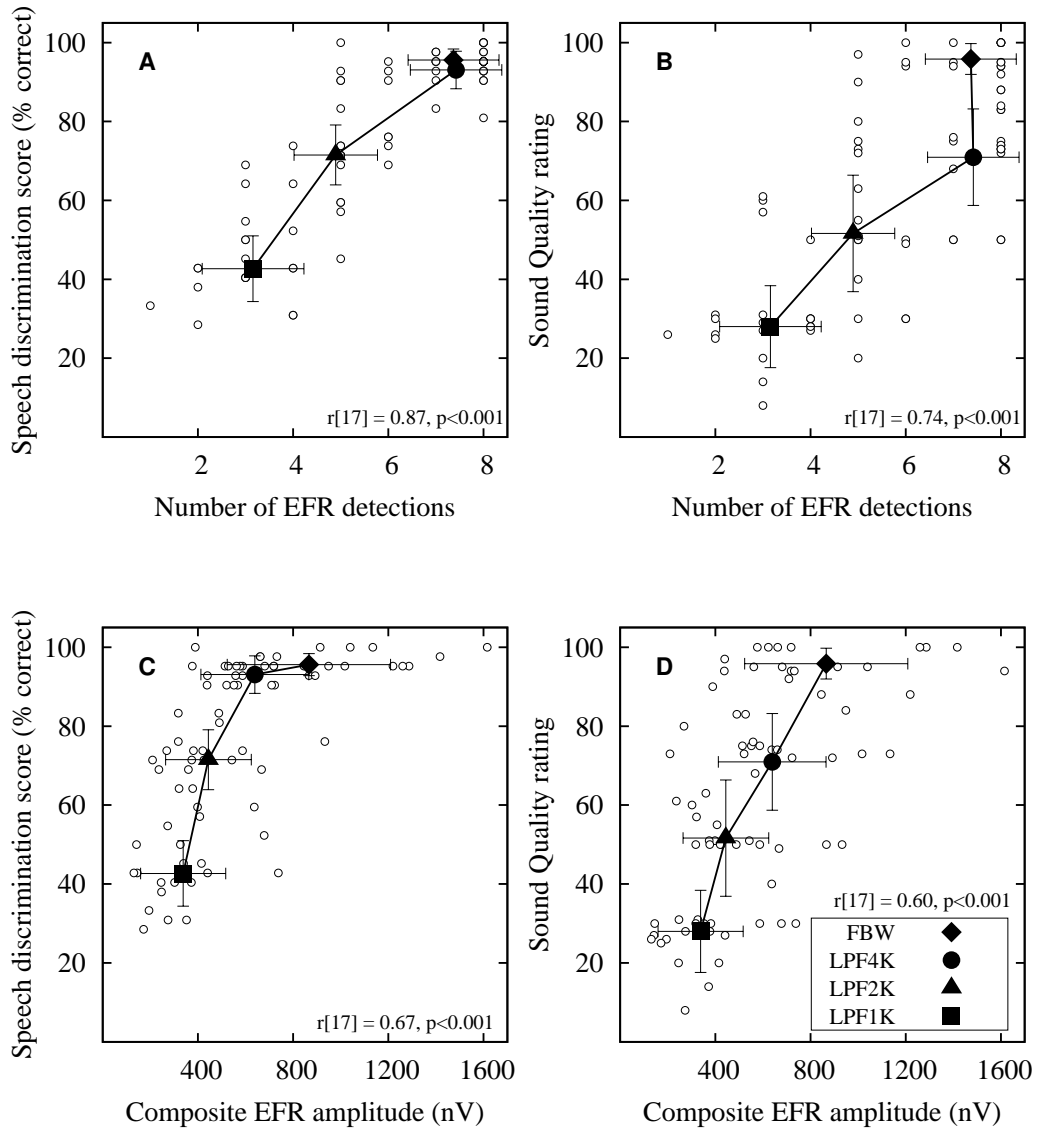 Speech discrimination score (% correct)
100
80
60
40
20
A
r[17] = 0.87, p<0.001
2 4 6 8
Number of EFR detections
Sound Quality rating
100
80
60
40
20
B
r[17] = 0.74, p<0.001
2 4 6 8
Number of EFR detections
Speech discrimination score (% correct)
100
80
60
40
20
C
r[17] = 0.67, p<0.001
400 800 1200 1600
Composite EFR amplitude (nV)
Sound Quality rating
100
80
60
40
20
D
r[17] = 0.60, p<0.001
FBW
LPF4K
LPF2K
LPF1K
400 800 1200 1600
Composite EFR amplitude (nV)